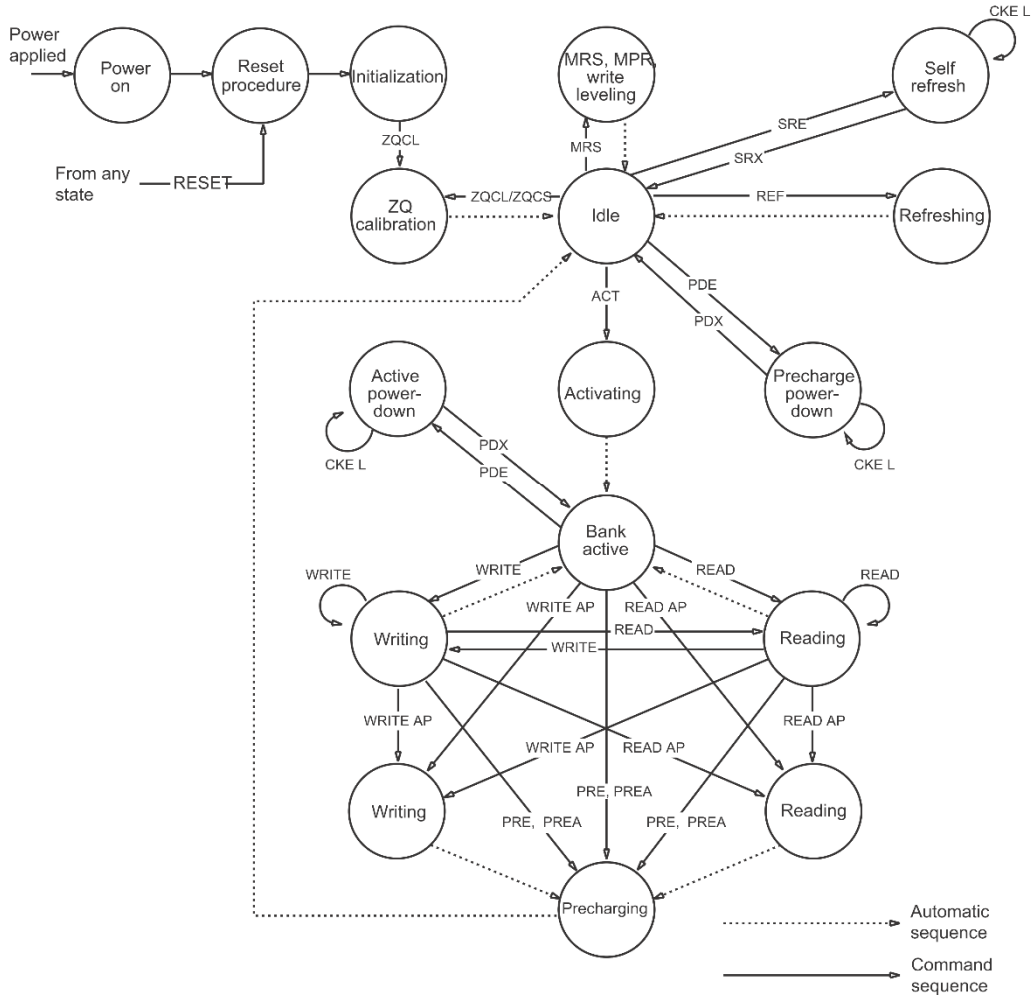 CKE L
Power
applied
Power
on
Reset
procedure
Initialization
MRS, MPR,
write
leveling
Self
refresh
SRE
ZQCL
MRS
SRX
From any
state
RESET
ZQ
calibration
ZQCL/ZQCS
Idle
REF
Refreshing
PDE
ACT
PDX
Active
power-
down
Activating
Precharge
power-
down
PDX
CKE L
PDE
CKE L
Bank
active
WRITE
WRITE
READ
READ
WRITE AP
READ AP
Writing
READ
Reading
WRITE
WRITE AP
READ AP
WRITE AP
READ AP
PRE, PREA
Writing
Reading
PRE, PREA
PRE, PREA
Precharging
Automatic
sequence
Command
sequence